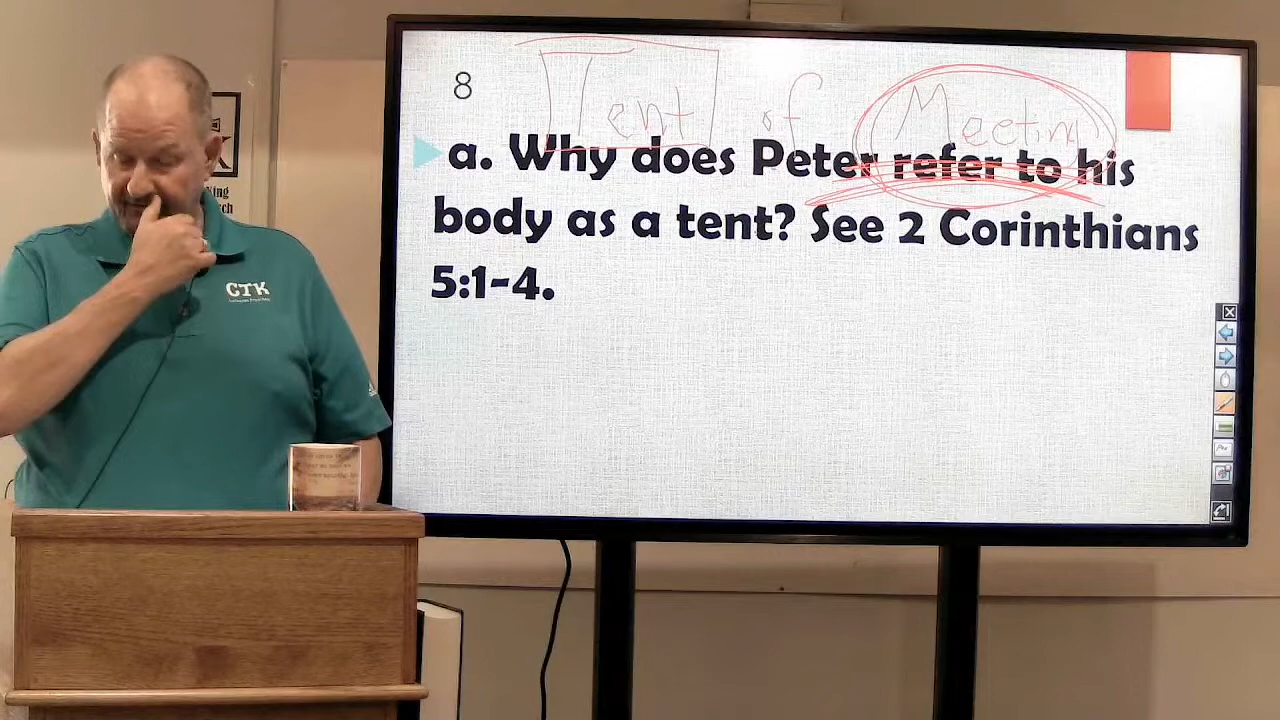 8
Tent of Meeting
a. Why does Peter refer to his
body as a tent? See 2 Corinthians
5:1-4.
CTK